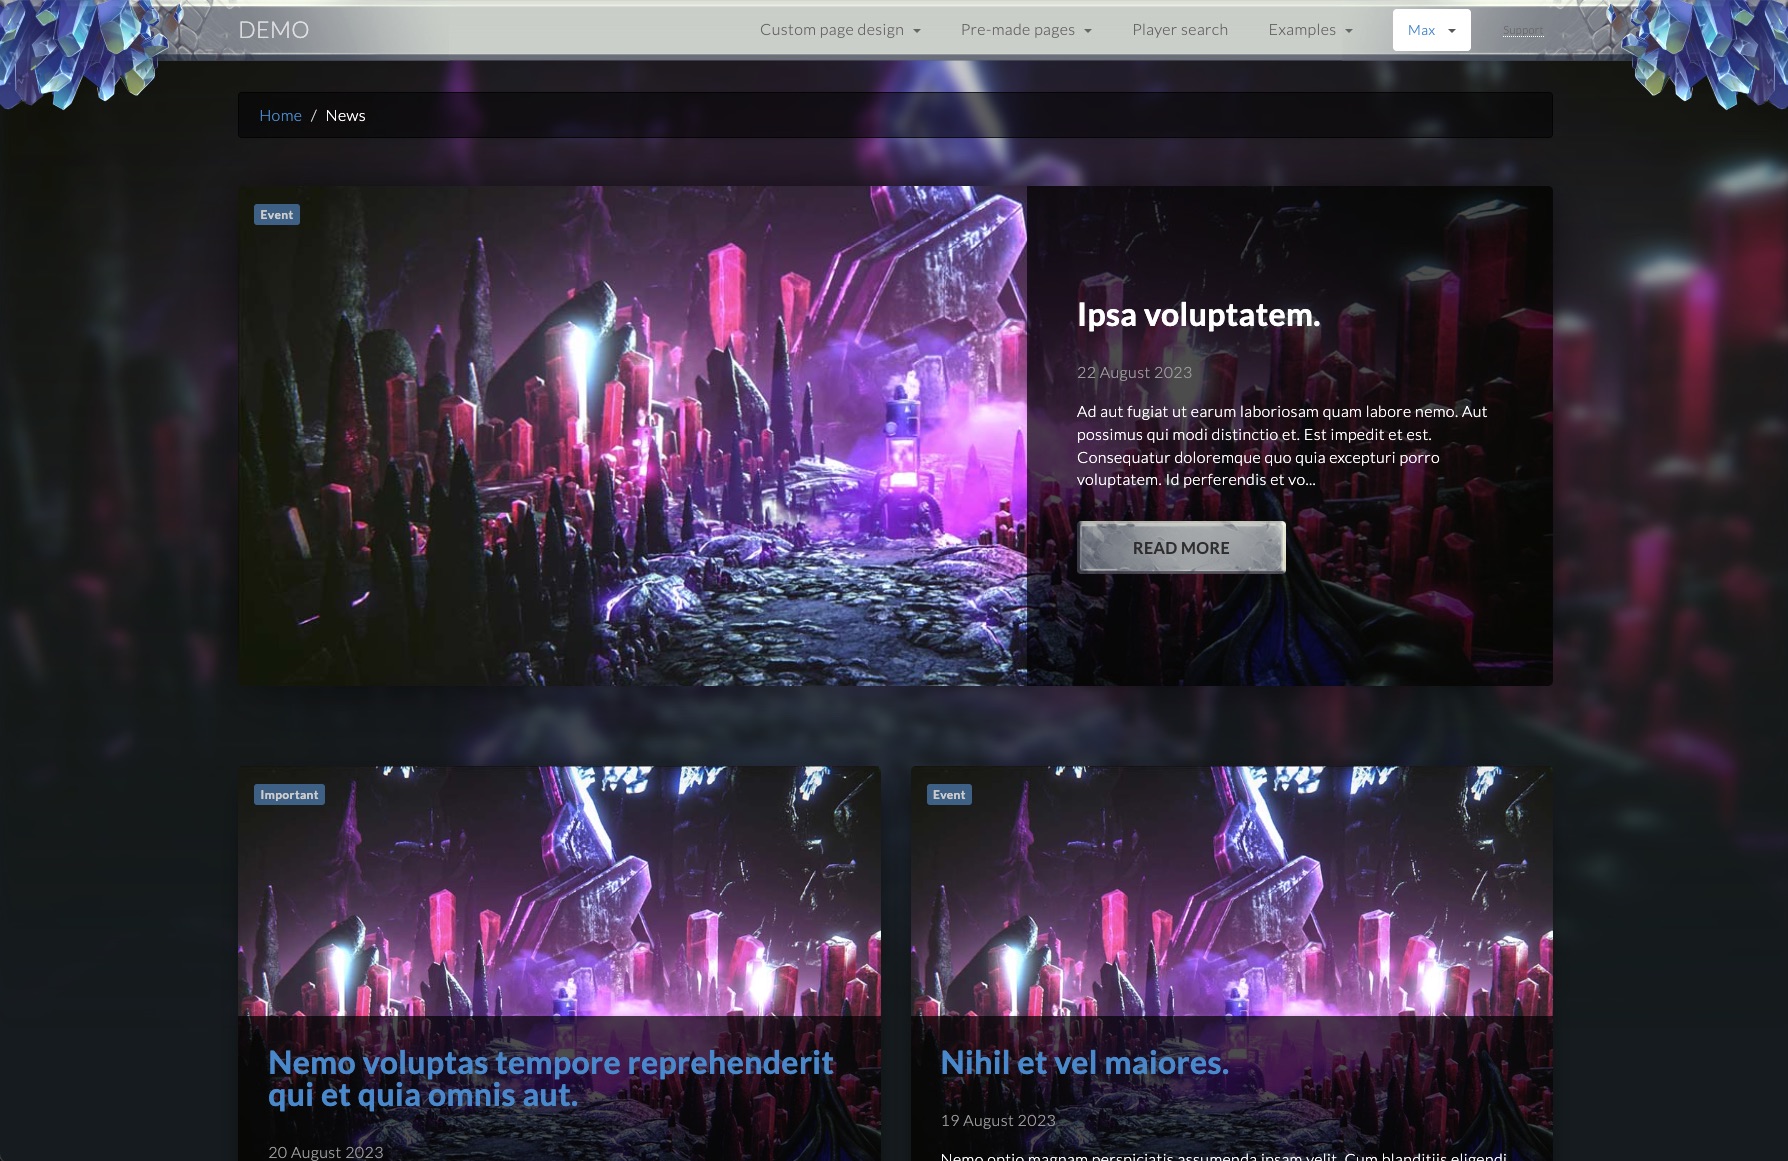 DEMO
Custom page design
Pre-made pages
Player search
Examples
Max
Support
Home / News
Event
Ipsa voluptatem.
22 August 2023
Ad aut fugiat ut earum laboriosam quam labore nemo. Aut
possimus qui modi distinctio et. Est impedit et est.
Consequatur doloremque quo quia excepturi porro
voluptatem. Id perferendis et vo...
READ MORE
Important
Nemo voluptas tempore reprehenderit
qui et quia omnis aut.
20 August 2023
Event
Nihil et vel maiores.
19 August 2023
Nemo optio magnam perspiciatis assumenda ipsam velit. Cum blanditiis eligendi